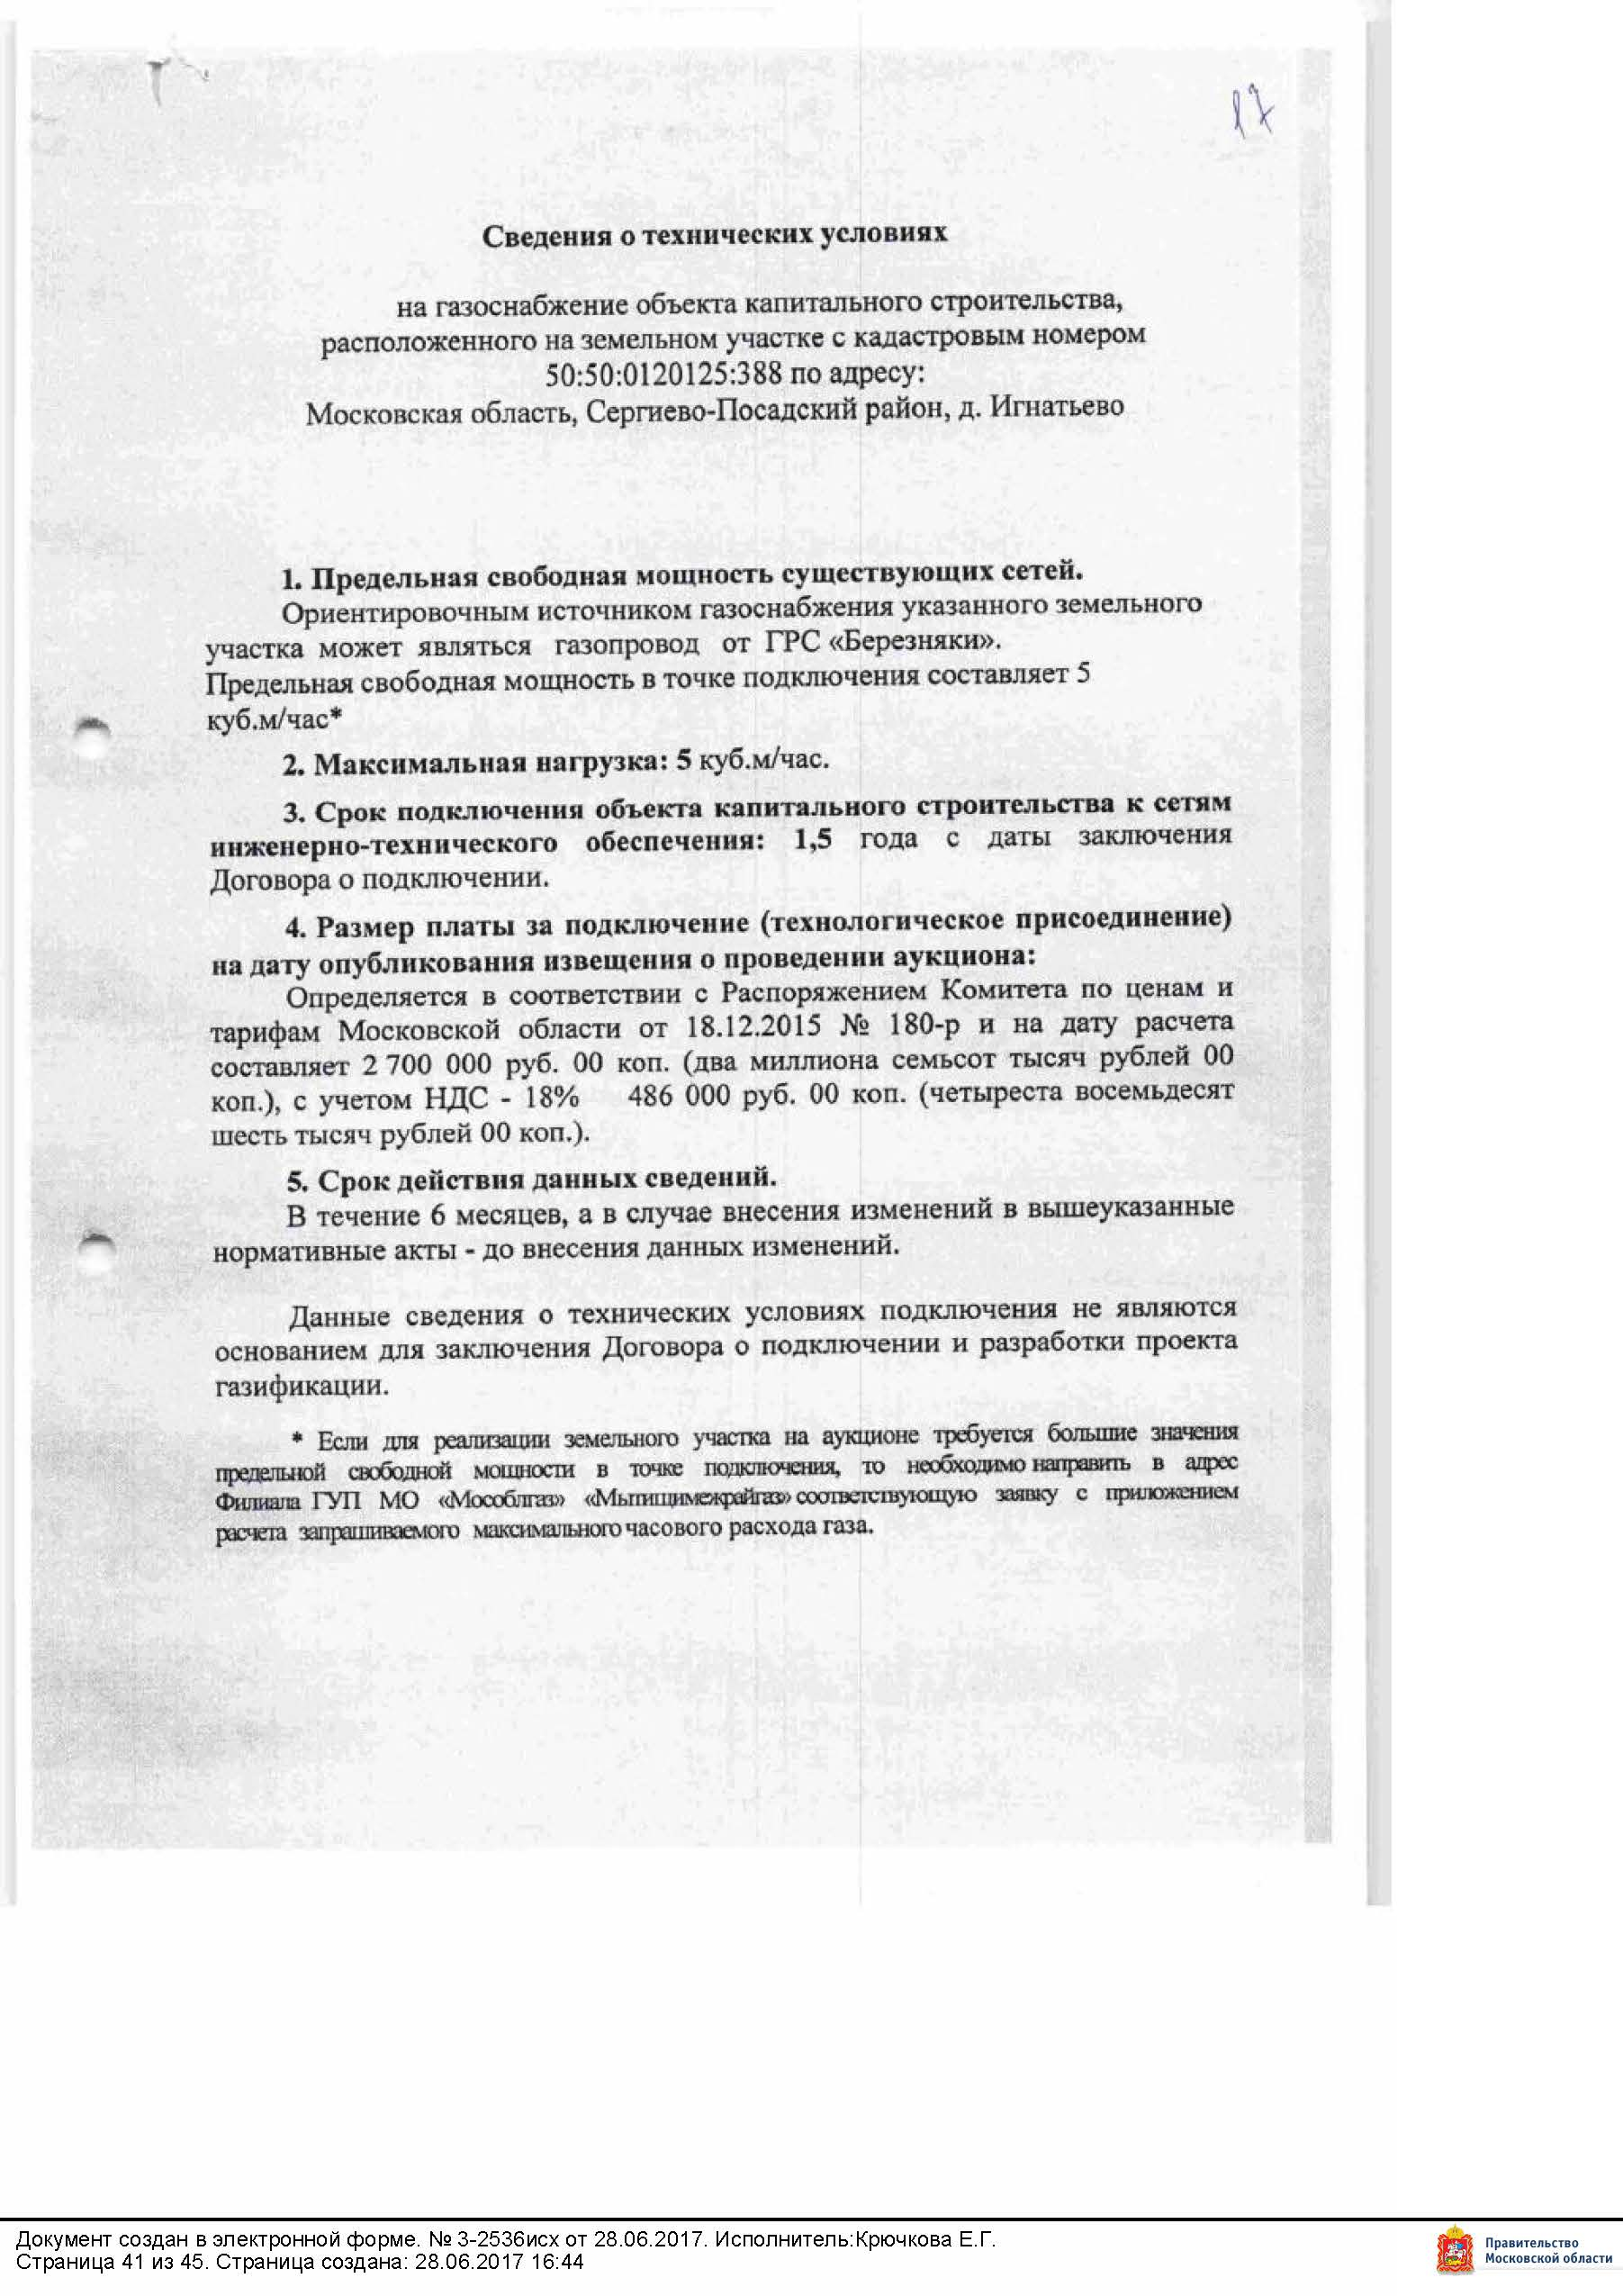 17
Сведения о технических условиях
на газоснабжение объекта капитального строительства,
расположенного на земельном участке с кадастровым номером
50:50:0120125:388 по адресу:
Московская область, Сергиево-Посадский район, д. Игнатьево
1. Предельная свободная мощность существующих сетей.
Ориентировочным источником газоснабжения указанного земельного
участка может являться газопровод от ГРС «Березняки».
Предельная свободная мощность в точке подключения составляет 5
куб.м/час*
2. Максимальная нагрузка: 5 куб.м/час.
3. Срок подключения объекта капитального строительства к сетям
инженерно-технического обеспечения: 1,5 года с даты заключения
Договора о подключении.
4. Размер платы за подключение (технологическое присоединение)
на дату опубликования извещения о проведении аукциона:
Определяется в соответствии с Распоряжением Комитета по ценам и
тарифам Московской области от 18.12.2015 № 180-р и на дату расчета
составляет 2 700 000 руб. 00 коп. (два миллиона семьсот тысяч рублей 00
коп.), с учетом НДС - 18% 486 000 руб. 00 коп. (четыреста восемьдесят
шесть тысяч рублей 00 коп.).
5. Срок действия данных сведений.
В течение 6 месяцев, а в случае внесения изменений в вышеуказанные
нормативные акты - до внесения данных изменений.
Данные сведения о технических условиях подключения не являются
основанием для заключения Договора о подключении и разработки проекта
газификации.
* Если для реализации земельного участка на аукционе требуется большие значения
предельной свободной мощности в точке подключения, то необходимо направить в адрес
Филиала ГУП МО «Мособлгаз» «Мытищимежрайгаз» соответствующую заявку с приложением
расчета запрашиваемого максимального часового расхода газа.
Документ создан в электронной форме. № 3-2536исх от 28.06.2017. Исполнитель:Крючкова Е.Г.
Страница 41 из 45. Страница создана: 28.06.2017 16:44
Правительство
Московской области